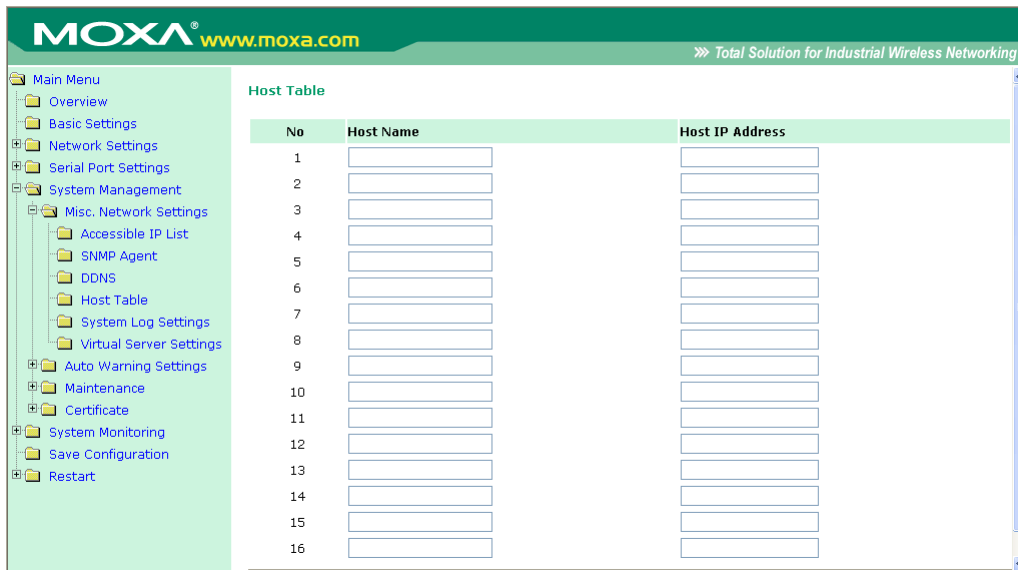 MOXA® www.moxa.com
Total Solution for Industrial Wireless Networking
Main Menu
Overview
Basic Settings
Network Settings
Serial Port Settings
System Management
Misc. Network Settings
Accessible IP List
SNMP Agent
DDNS
Host Table
System Log Settings
Virtual Server Settings
Auto Warning Settings
Maintenance
Certificate
System Monitoring
Save Configuration
Restart
Host Table
No Host Name Host IP Address
1
2
3
4
5
6
7
8
9
10
11
12
13
14
15
16